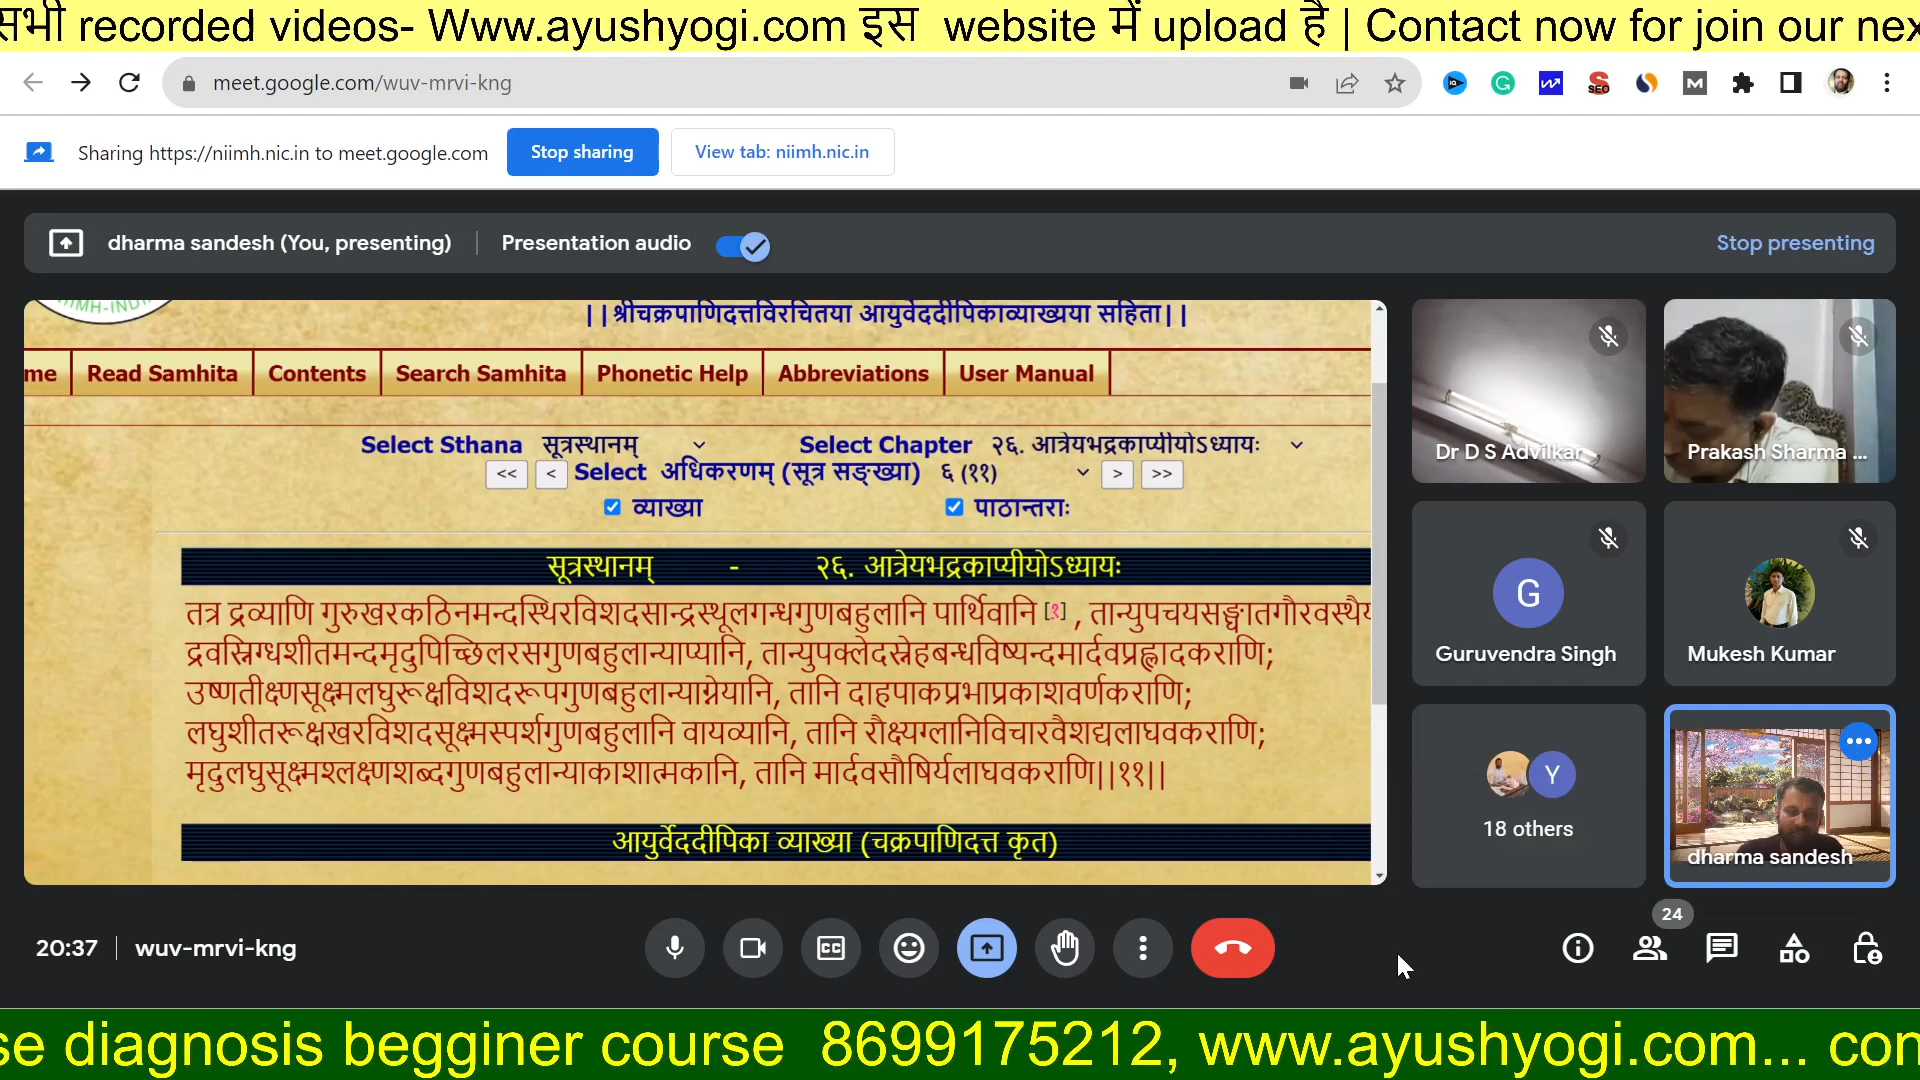 सभी recorded videos- Www.ayushyogi.com इस website में upload है | Contact now for join our nex
meet.google.com/wuv-mrvi-kng
Sharing https://niimh.nic.in to meet.google.com
Stop sharing
View tab: niimh.nic.in
dharma sandesh (You, presenting)
Presentation audio
Stop presenting
||श्रीचक्रपाणिदत्तविरचितया आयुर्वेददीपिकाव्याख्यया सहिता||
me
Read Samhita
Contents
Search Samhita
Phonetic Help
Abbreviations
User Manual
Select Sthana सूत्रस्थानम् Select Chapter २६. आत्रेयभद्रकाप्यीयोऽध्यायः
<< < Select अधिकरणम् (सूत्र सङ्ख्या) ६ (११) > >>
व्याख्या पाठान्तराः
सूत्रस्थानम् - २६. आत्रेयभद्रकाप्यीयोऽध्यायः
तत्र द्रव्याणि गुरुखरकठिनमन्दस्थिरविशदसान्द्रस्थूलगन्धगुणबहुलानि पार्थिवानि [१] , तान्युपचयसङ्घातगौरवस्थैर्य
द्रवस्निग्धशीतमन्दमृदुपिच्छिलरसगुणबहुलान्याप्यानि, तान्युपक्लेदस्नेहबन्धविष्यन्दमार्दवप्रह्लादकराणि;
उष्णतीक्ष्णसूक्ष्मलघुरूक्षविशदरूपगुणबहुलान्याग्नेयानि, तानि दाहपाकप्रभाप्रकाशवर्णकराणि;
लघुशीतरूक्षखरविशदसूक्ष्मस्पर्शगुणबहुलानि वायव्यानि, तानि रौक्ष्यग्लानिविचारवैशद्यलाघवकराणि;
मृदुलघुसूक्ष्मश्लक्ष्णशब्दगुणबहुलान्याकाशात्मकानि, तानि मार्दवसौषिर्यलाघवकराणि||११||
आयुर्वेददीपिका व्याख्या (चक्रपाणिदत्त कृत)
Dr D S Advilkar
Prakash Sharma ...
G
Guruvendra Singh
Mukesh Kumar
Y
18 others
dharma sandesh
20:37
wuv-mrvi-kng
24
se diagnosis begginer course 8699175212, www.ayushyogi.com... con